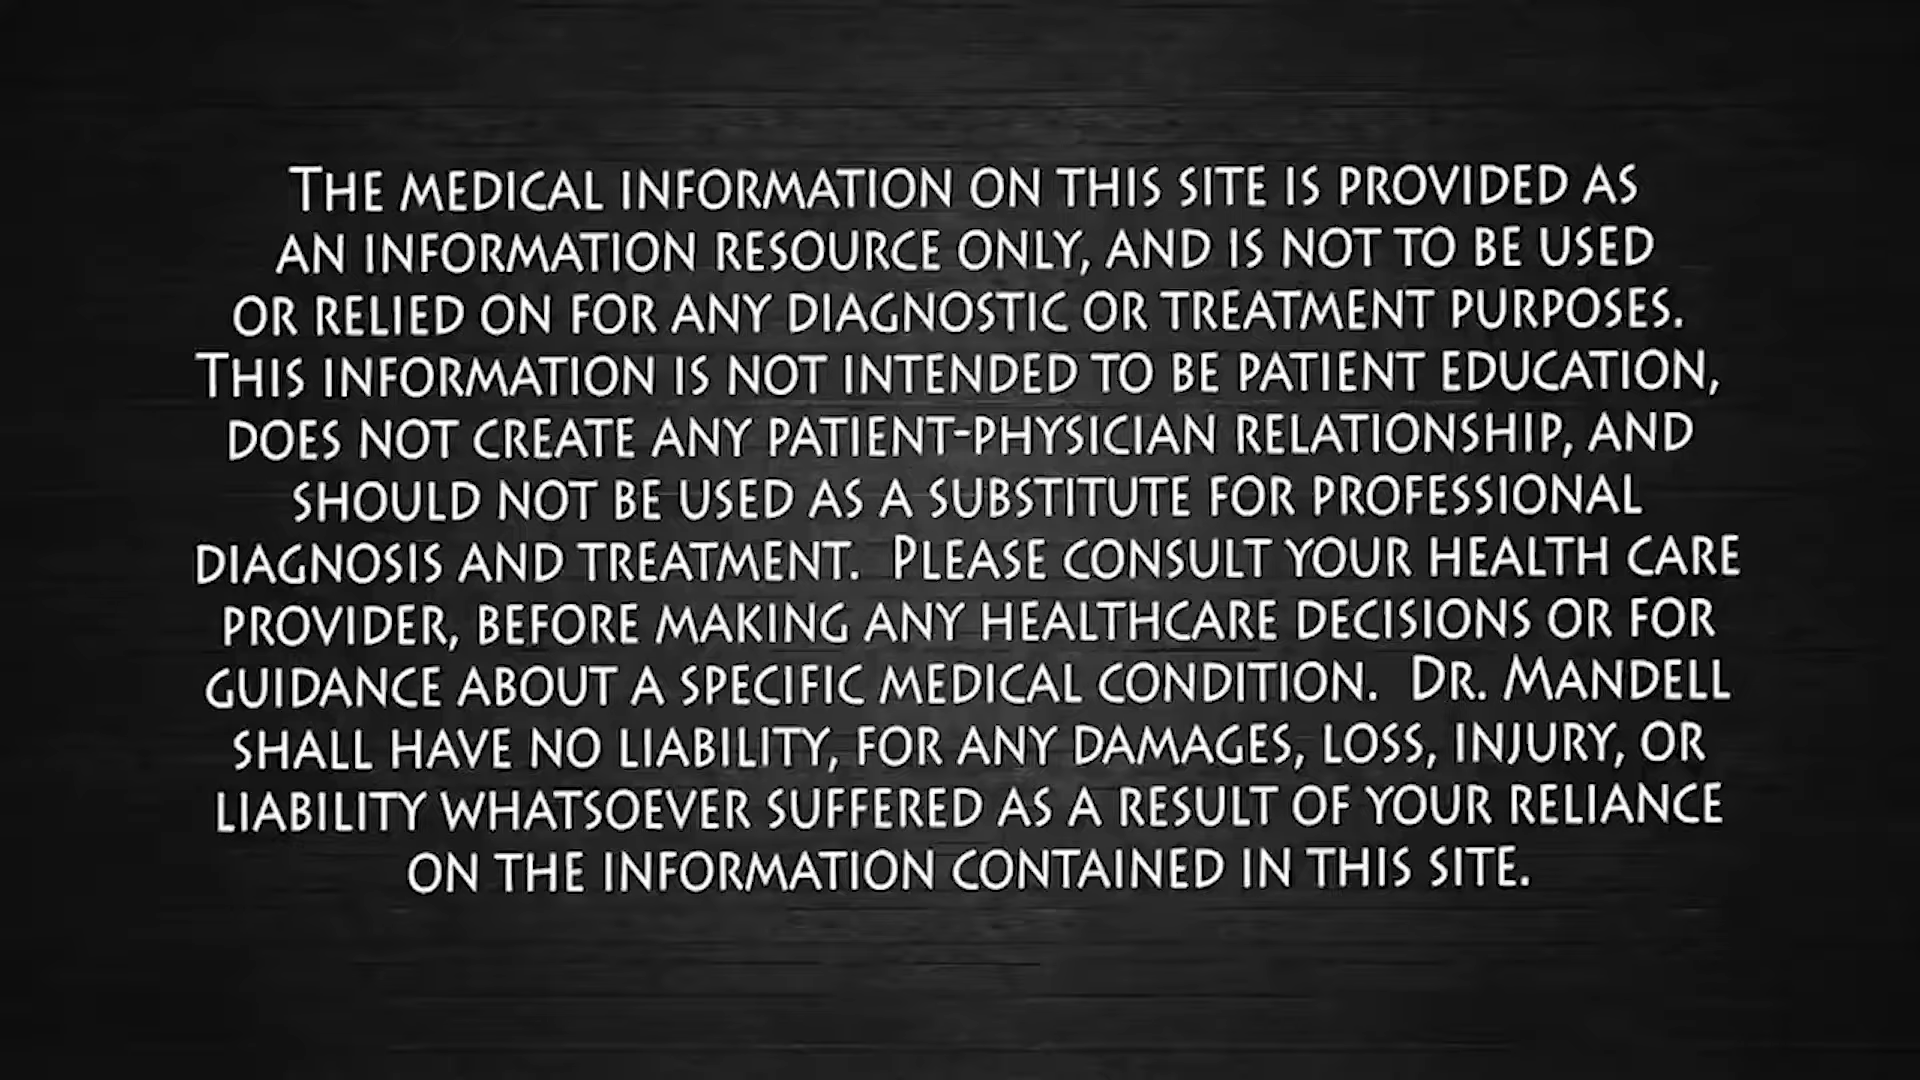 The medical information on this site is provided as
an information resource only, and is not to be used
or relied on for any diagnostic or treatment purposes.
This information is not intended to be patient education,
does not create any patient-physician relationship, and
should not be used as a substitute for professional
diagnosis and treatment.  Please consult your health care
provider, before making any healthcare decisions or for
guidance about a specific medical condition.  Dr. Mandell
shall have no liability, for any damages, loss, injury, or
liability whatsoever suffered as a result of your reliance
on the information contained in this site.